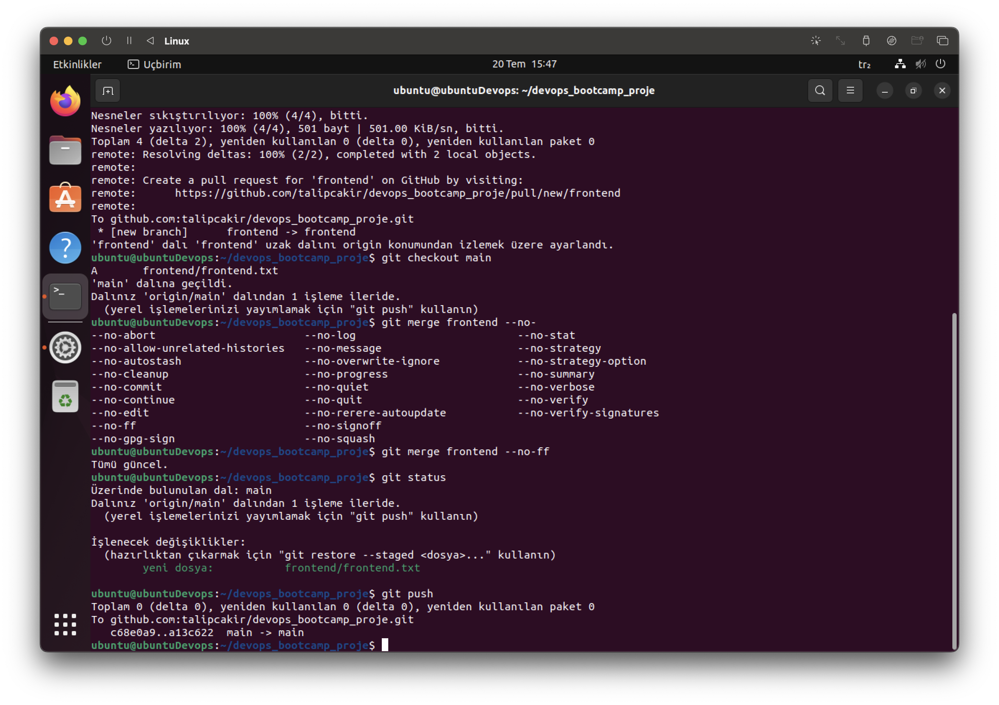 Linux
Etkinlikler Uçbirim 20 Tem 15:47 tr₂
ubuntu@ubuntuDevops: ~/devops_bootcamp_proje
Nesneler sıkıştırılıyor: 100% (4/4), bitti.
Nesneler yazılıyor: 100% (4/4), 501 bayt | 501.00 KiB/sn, bitti.
Toplam 4 (delta 2), yeniden kullanılan 0 (delta 0), yeniden kullanılan paket 0
remote: Resolving deltas: 100% (2/2), completed with 2 local objects.
remote:
remote: Create a pull request for 'frontend' on GitHub by visiting:
remote:      https://github.com/talipcakir/devops_bootcamp_proje/pull/new/frontend
remote:
To github.com:talipcakir/devops_bootcamp_proje.git
 * [new branch]      frontend -> frontend
'frontend' dalı 'frontend' uzak dalını origin konumundan izlemek üzere ayarlandı.
ubuntu@ubuntuDevops:~/devops_bootcamp_proje$ git checkout main
A       frontend/frontend.txt
'main' dalına geçildi.
Dalınız 'origin/main' dalından 1 işleme ileride.
  (yerel işlemelerinizi yayımlamak için "git push" kullanın)
ubuntu@ubuntuDevops:~/devops_bootcamp_proje$ git merge frontend --no-
--no-abort                       --no-log                         --no-stat
--no-allow-unrelated-histories   --no-message                     --no-strategy
--no-autostash                   --no-overwrite-ignore            --no-strategy-option
--no-cleanup                     --no-progress                    --no-summary
--no-commit                      --no-quiet                       --no-verbose
--no-continue                    --no-quit                        --no-verify
--no-edit                        --no-rerere-autoupdate           --no-verify-signatures
--no-ff                          --no-signoff
--no-gpg-sign                    --no-squash
ubuntu@ubuntuDevops:~/devops_bootcamp_proje$ git merge frontend --no-ff
Tümü güncel.
ubuntu@ubuntuDevops:~/devops_bootcamp_proje$ git status
Üzerinde bulunulan dal: main
Dalınız 'origin/main' dalından 1 işleme ileride.
  (yerel işlemelerinizi yayımlamak için "git push" kullanın)
İşlenecek değişiklikler:
  (hazırlıktan çıkarmak için "git restore --staged <dosya>..." kullanın)
        yeni dosya:           frontend/frontend.txt
ubuntu@ubuntuDevops:~/devops_bootcamp_proje$ git push
Toplam 0 (delta 0), yeniden kullanılan 0 (delta 0), yeniden kullanılan paket 0
To github.com:talipcakir/devops_bootcamp_proje.git
   c68e0a9..a13c622  main -> main
ubuntu@ubuntuDevops:~/devops_bootcamp_proje$